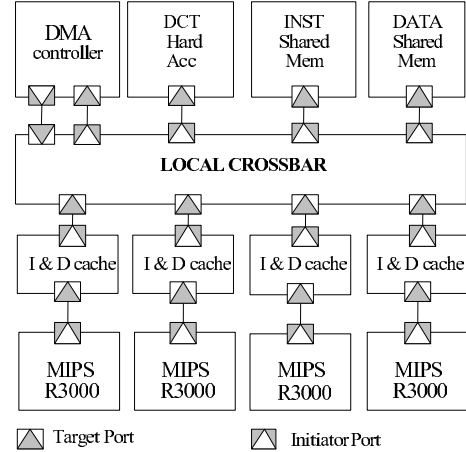 DMA
controller
DCT
Hard
Acc
INST
Shared
Mem
DATA
Shared
Mem
LOCAL CROSSBAR
I & D cache
I & D cache
I & D cache
I & D cache
MIPS
R3000
MIPS
R3000
MIPS
R3000
MIPS
R3000
Target Port
Initiator Port